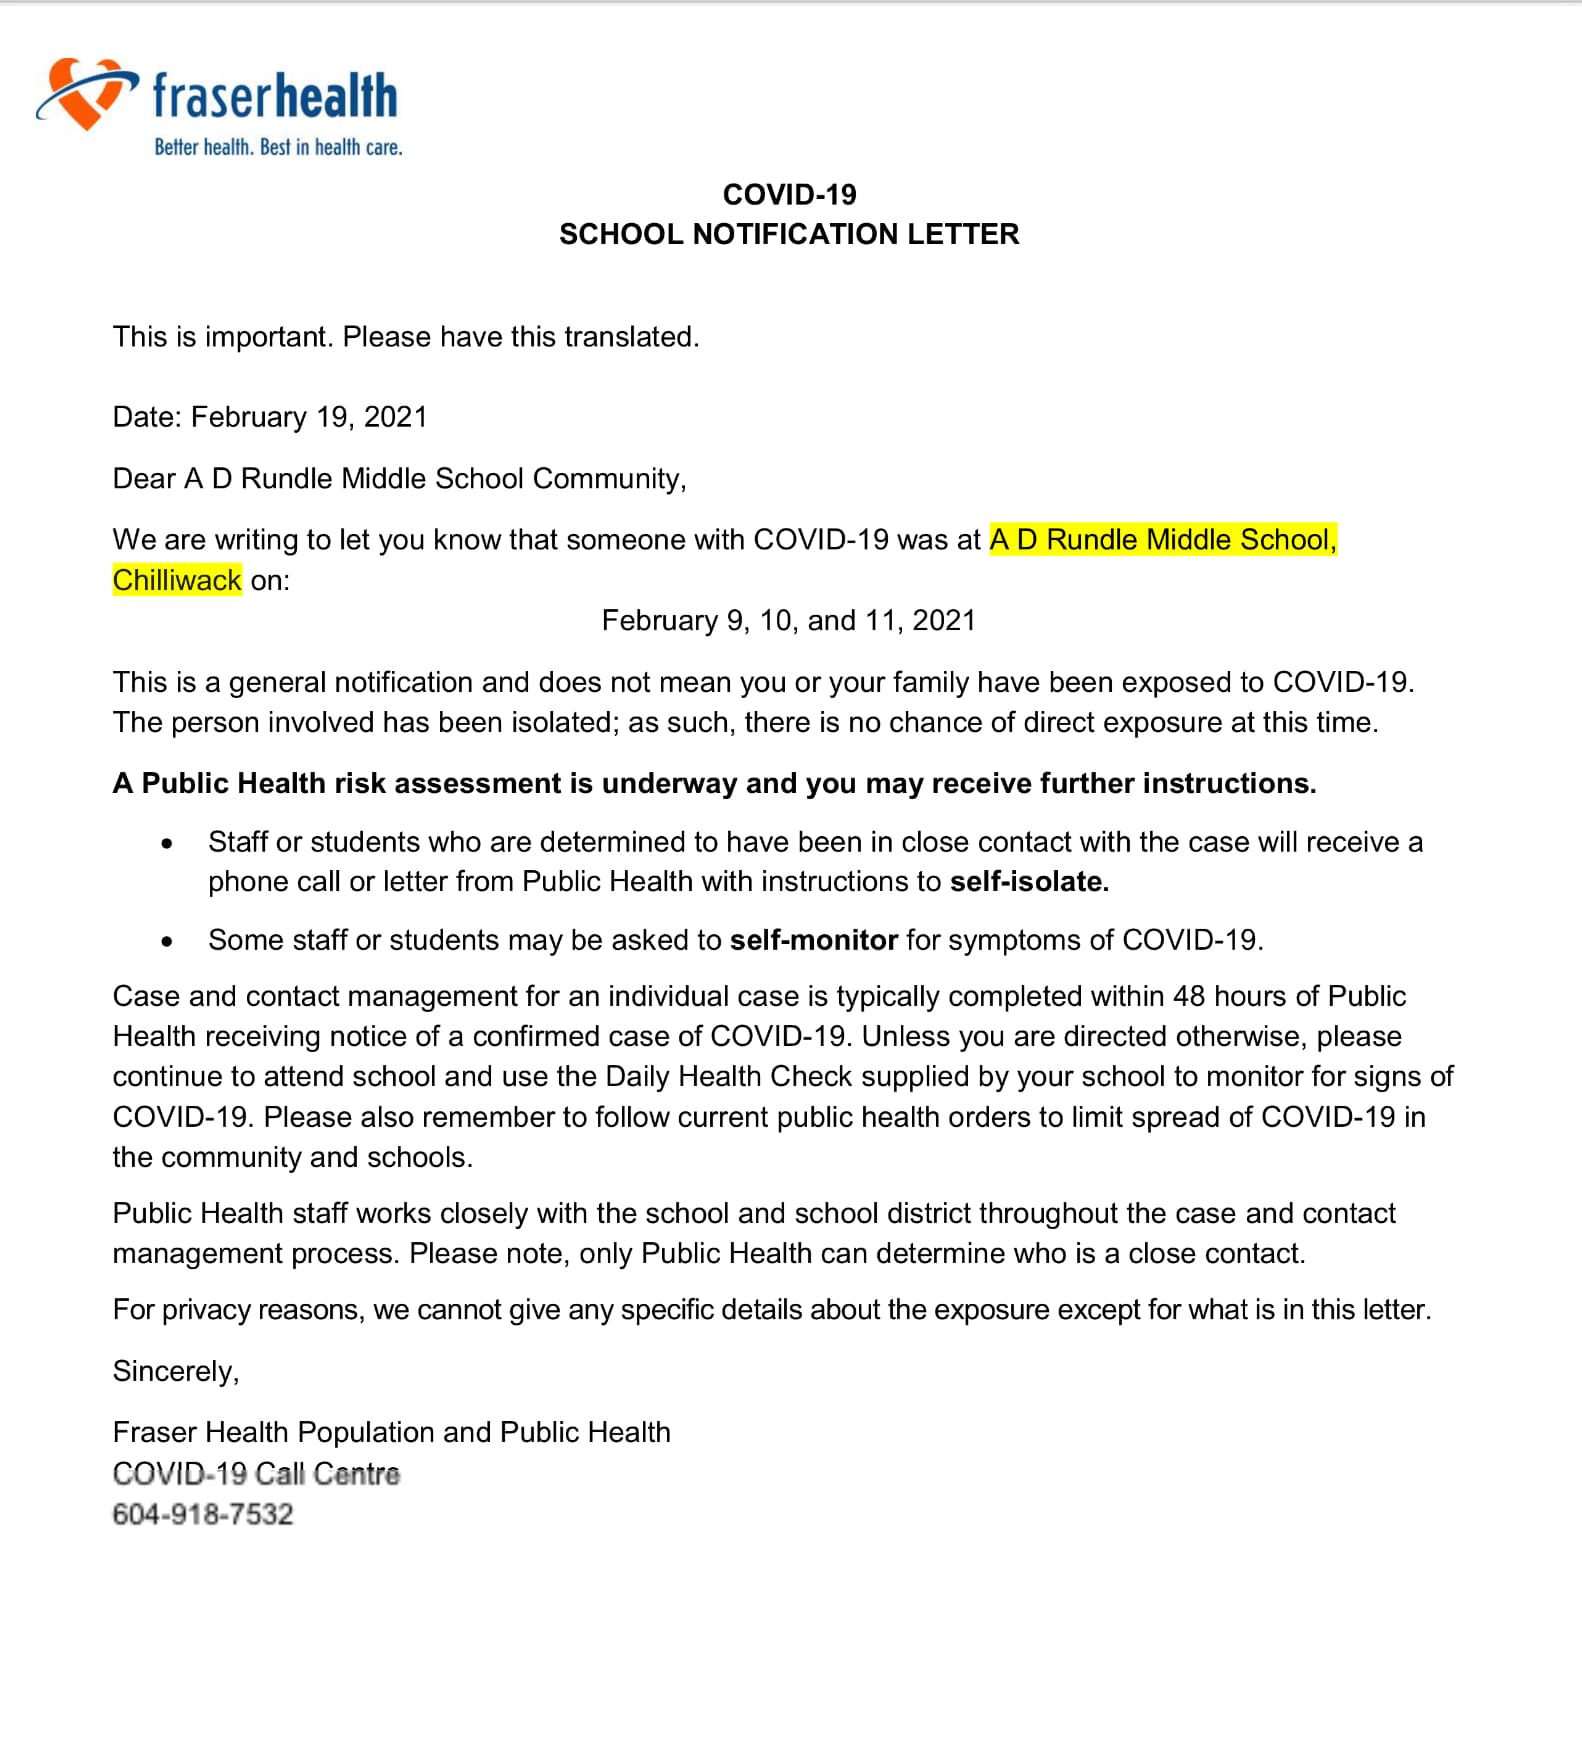 fraserhealth
Better health. Best in health care.
COVID-19
SCHOOL NOTIFICATION LETTER
This is important. Please have this translated.
Date: February 19, 2021
Dear A D Rundle Middle School Community,
We are writing to let you know that someone with COVID-19 was at A D Rundle Middle School,
Chilliwack on:
February 9, 10, and 11, 2021
This is a general notification and does not mean you or your family have been exposed to COVID-19.
The person involved has been isolated; as such, there is no chance of direct exposure at this time.
A Public Health risk assessment is underway and you may receive further instructions.
• Staff or students who are determined to have been in close contact with the case will receive a
phone call or letter from Public Health with instructions to self-isolate.
• Some staff or students may be asked to self-monitor for symptoms of COVID-19.
Case and contact management for an individual case is typically completed within 48 hours of Public
Health receiving notice of a confirmed case of COVID-19. Unless you are directed otherwise, please
continue to attend school and use the Daily Health Check supplied by your school to monitor for signs of
COVID-19. Please also remember to follow current public health orders to limit spread of COVID-19 in
the community and schools.
Public Health staff works closely with the school and school district throughout the case and contact
management process. Please note, only Public Health can determine who is a close contact.
For privacy reasons, we cannot give any specific details about the exposure except for what is in this letter.
Sincerely,
Fraser Health Population and Public Health
COVID-19 Call Centre
604-918-7532